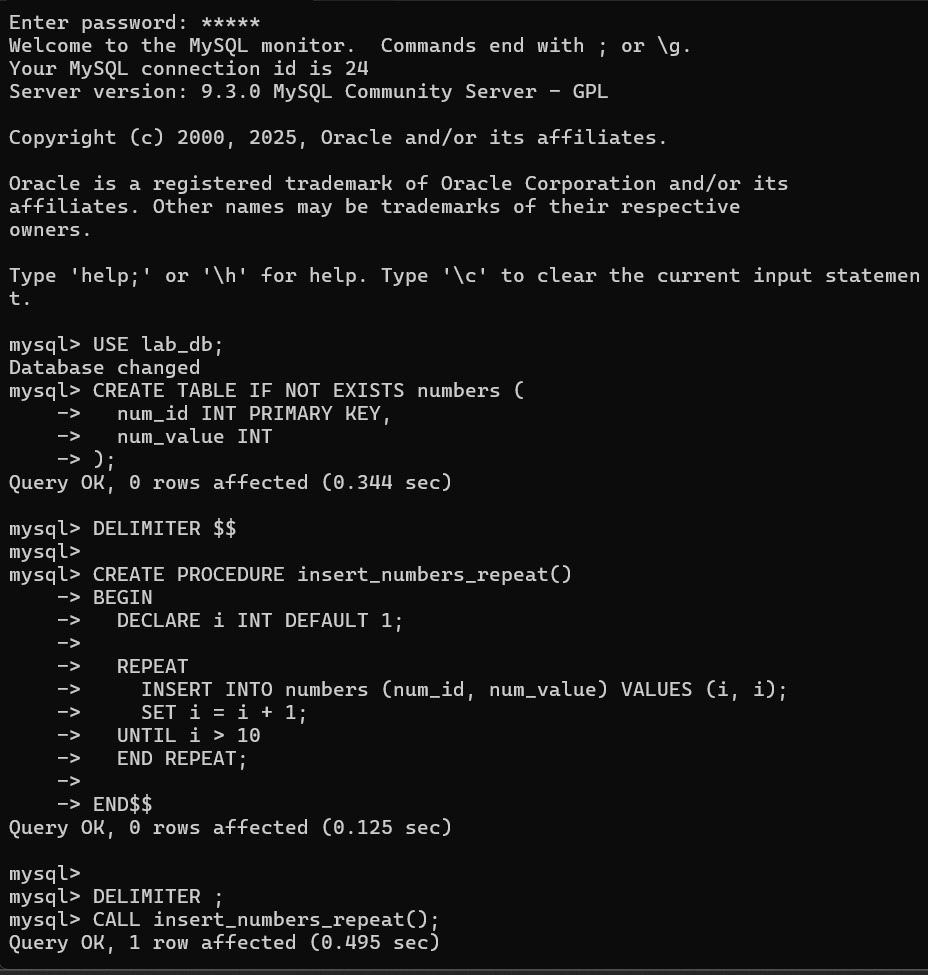 Enter password: *****
Welcome to the MySQL monitor.  Commands end with ; or \g.
Your MySQL connection id is 24
Server version: 9.3.0 MySQL Community Server - GPL

Copyright (c) 2000, 2025, Oracle and/or its affiliates.

Oracle is a registered trademark of Oracle Corporation and/or its
affiliates. Other names may be trademarks of their respective
owners.

Type 'help;' or '\h' for help. Type '\c' to clear the current input statemen
t.

mysql> USE lab_db;
Database changed
mysql> CREATE TABLE IF NOT EXISTS numbers (
    ->   num_id INT PRIMARY KEY,
    ->   num_value INT
    -> );
Query OK, 0 rows affected (0.344 sec)

mysql> DELIMITER $$
mysql>
mysql> CREATE PROCEDURE insert_numbers_repeat()
    -> BEGIN
    ->   DECLARE i INT DEFAULT 1;
    ->
    ->   REPEAT
    ->     INSERT INTO numbers (num_id, num_value) VALUES (i, i);
    ->     SET i = i + 1;
    ->   UNTIL i > 10
    ->   END REPEAT;
    ->
    -> END$$
Query OK, 0 rows affected (0.125 sec)

mysql>
mysql> DELIMITER ;
mysql> CALL insert_numbers_repeat();
Query OK, 1 row affected (0.495 sec)